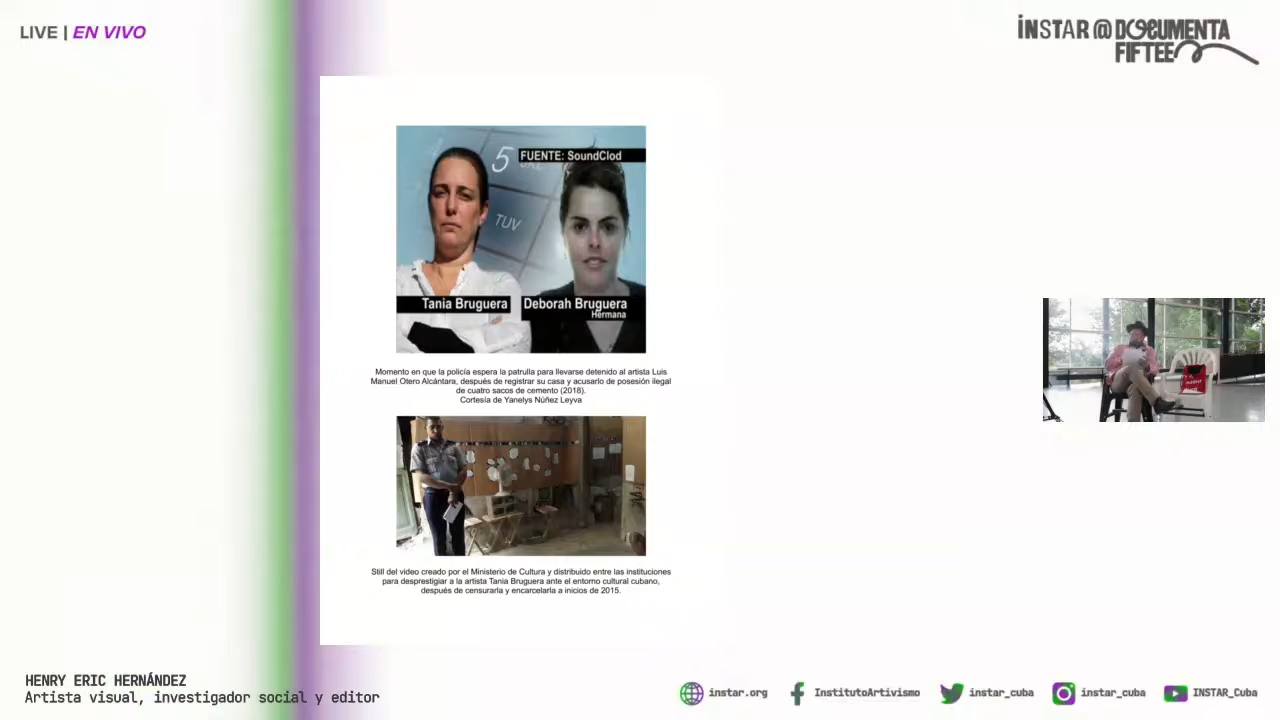 LIVE | EN VIVO
INSTAR @ DOCUMENTA
FIFTEE
5
FUENTE: SoundClod
TUV
Tania Bruguera
Deborah Bruguera
Hermana
Momento en que la policía espera la patrulla para llevarse detenido al artista Luis
Manuel Otero Alcántara, después de registrar su casa y acusarlo de posesión ilegal
de cuatro sacos de cemento (2018).
Cortesía de Yanelys Núñez Leyva
Still del video creado por el Ministerio de Cultura y distribuido entre las instituciones
para desprestigiar a la artista Tania Bruguera ante el entorno cultural cubano,
después de censurarla y encarcelarla a inicios de 2015.
HENRY ERIC HERNÁNDEZ
Artista visual, investigador social y editor
instar.org
InstitutoArtivismo
instar_cuba
instar_cuba
INSTAR_Cuba